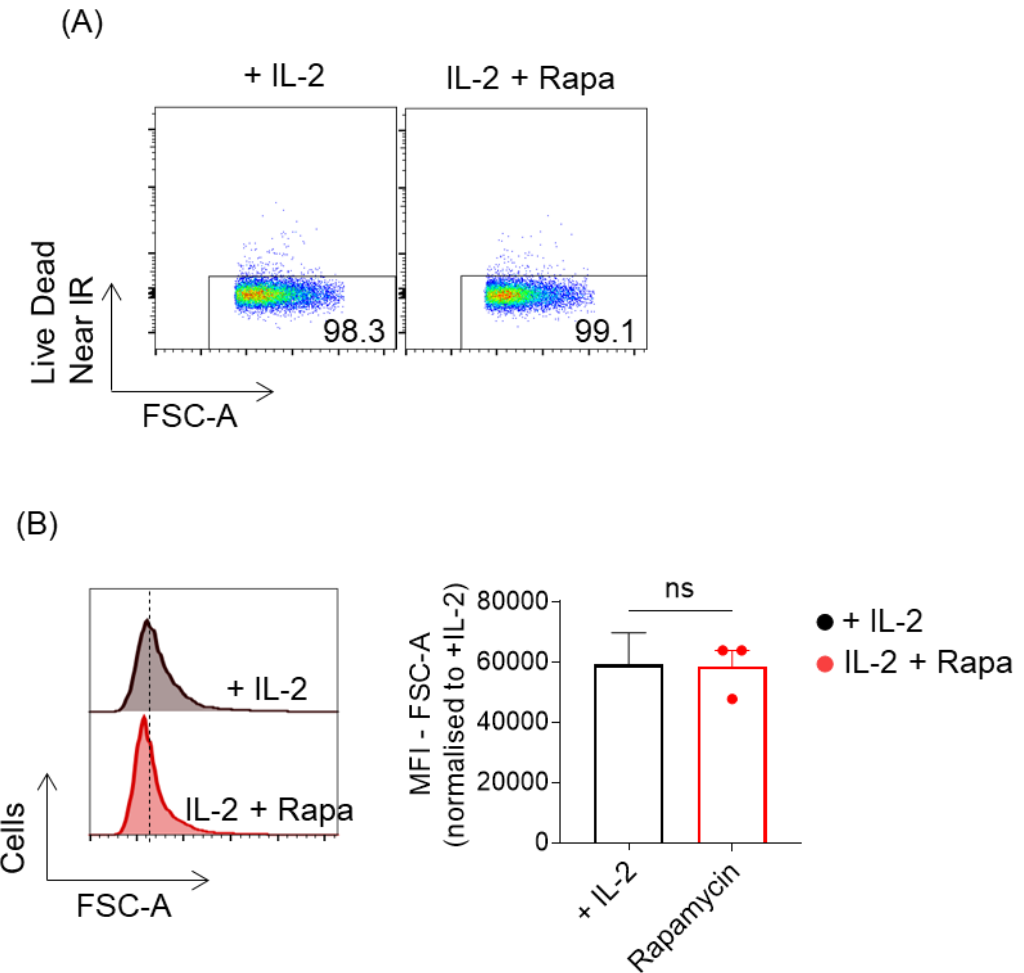 (A)
+ IL-2
IL-2 + Rapa
Live Dead
Near IR
98.3
99.1
FSC-A
(B)
+ IL-2
IL-2 + Rapa
Cells
FSC-A
MFI - FSC-A
(normalised to +IL-2)
80000
60000
40000
20000
0
ns
+ IL-2
Rapamycin
+ IL-2
IL-2 + Rapa